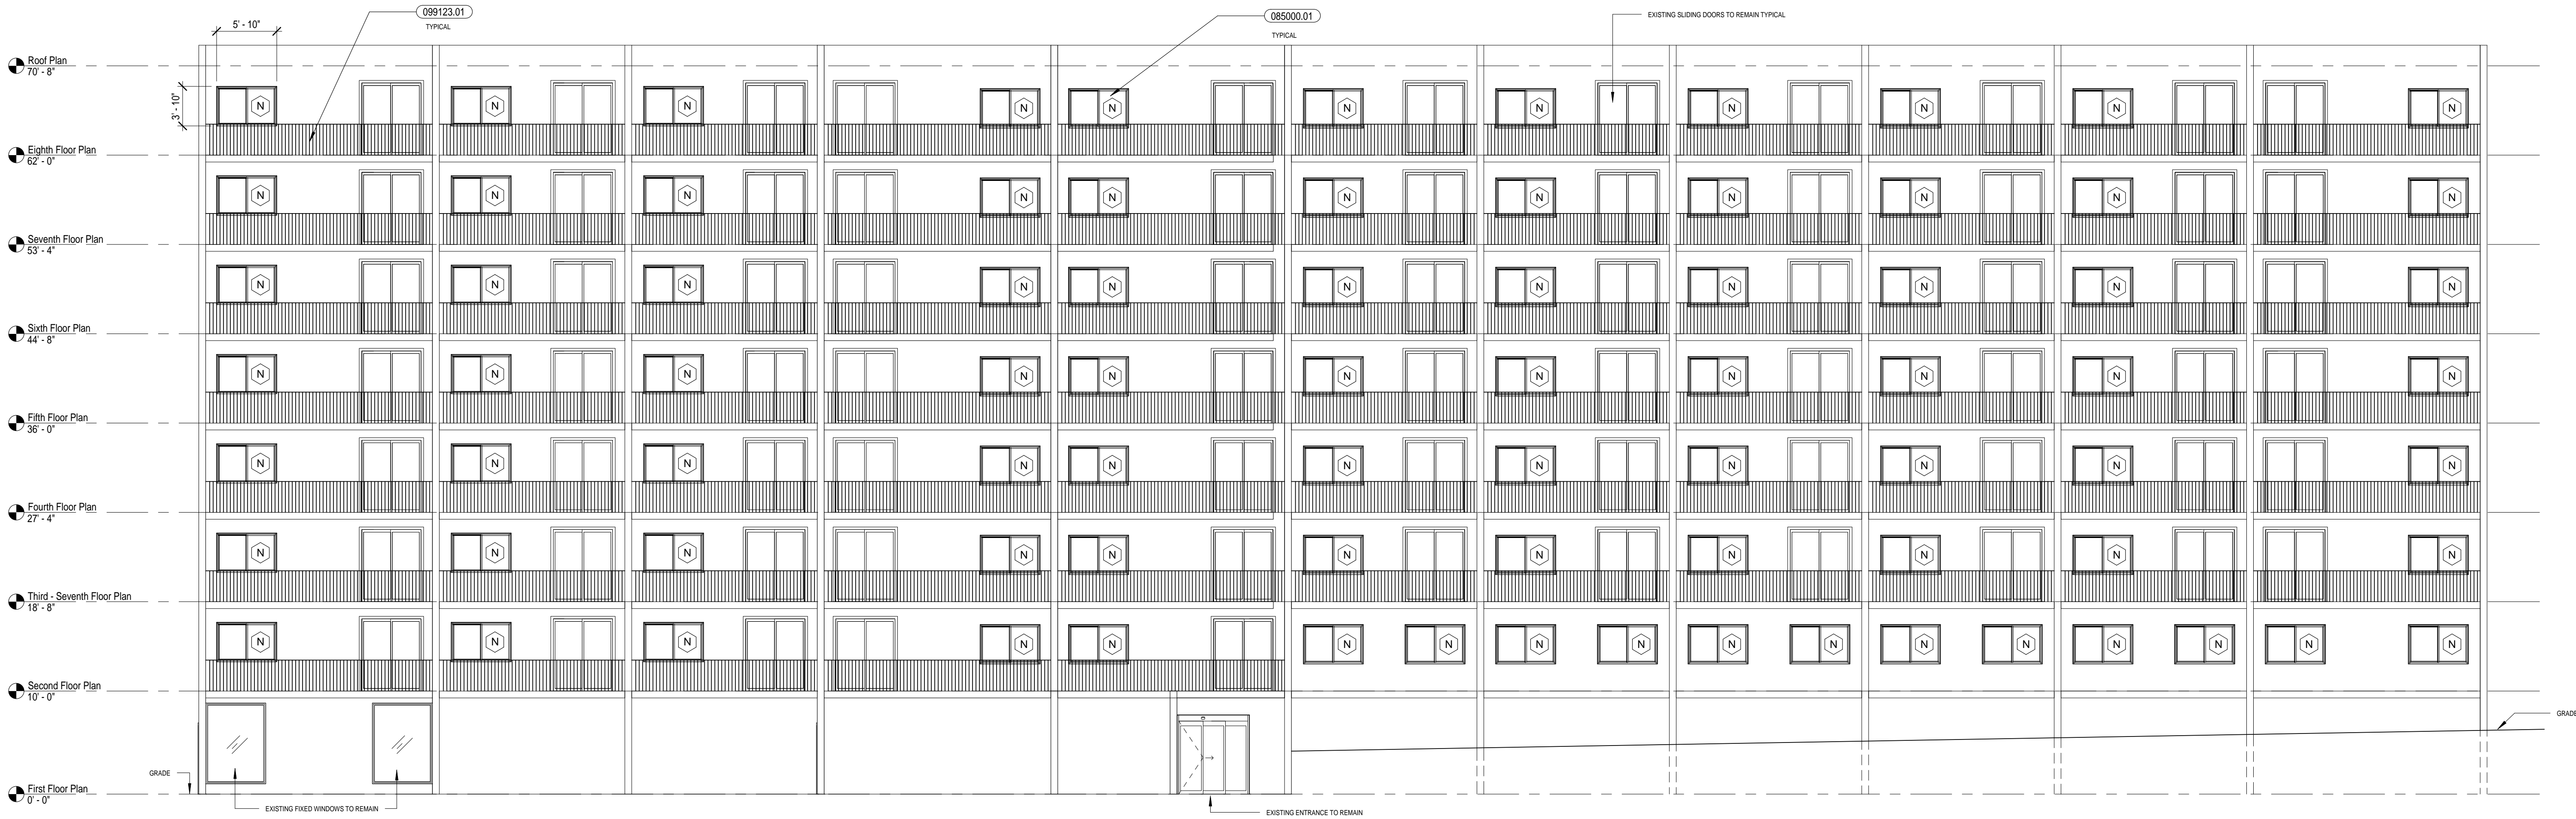 099123.01
TYPICAL
085000.01
TYPICAL
EXISTING SLIDING DOORS TO REMAIN TYPICAL
5' - 10"
3' - 10"
Roof Plan
70' - 8"
N N N N N N N N N N N
Eighth Floor Plan
62' - 0"
N N N N N N N N N N N
Seventh Floor Plan
53' - 4"
N N N N N N N N N N N
Sixth Floor Plan
44' - 8"
N N N N N N N N N N N
Fifth Floor Plan
36' - 0"
N N N N N N N N N N N
Fourth Floor Plan
27' - 4"
N N N N N N N N N N N
Third - Seventh Floor Plan
18' - 8"
N N N N N N N N N N N N N N N N N
Second Floor Plan
10' - 0"
GRADE
GRADE
First Floor Plan
0' - 0"
EXISTING FIXED WINDOWS TO REMAIN
EXISTING ENTRANCE TO REMAIN